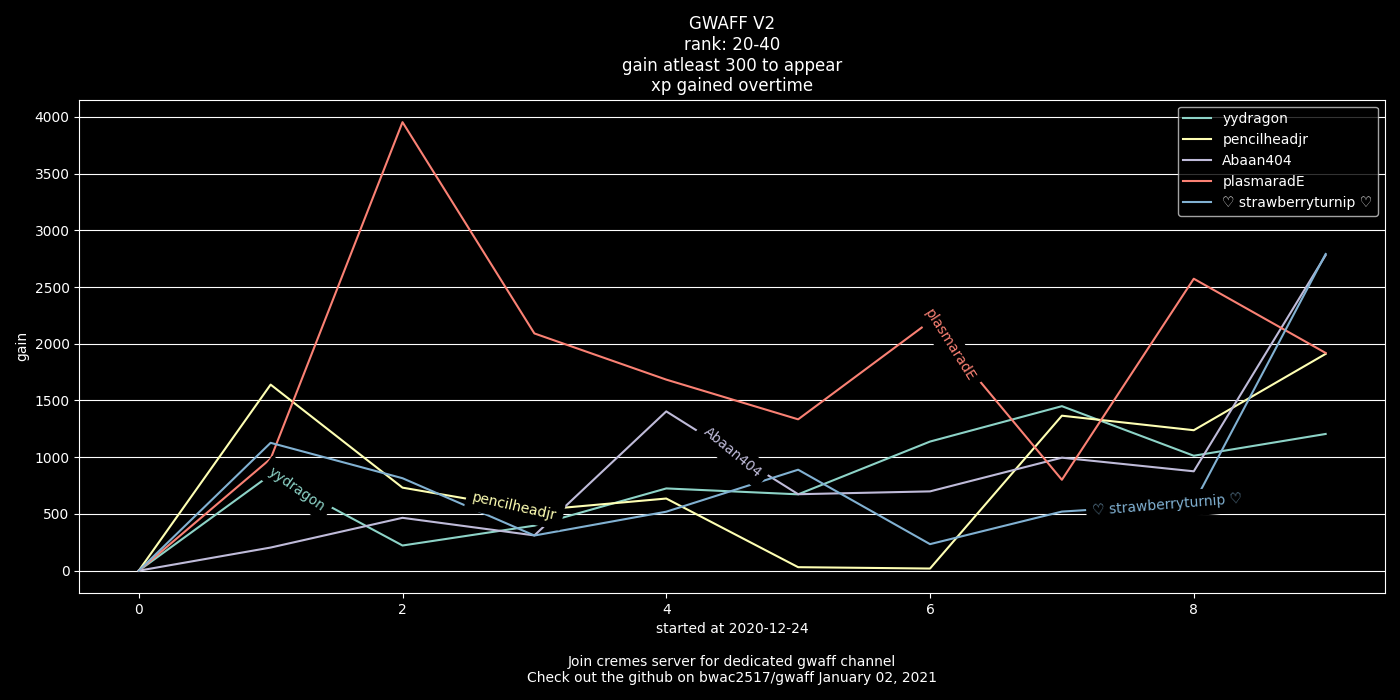 GWAFF V2
rank: 20-40
gain atleast 300 to appear
xp gained overtime
4000
3500
3000
2500
2000
1500
1000
500
0
gain
yydragon
pencilheadjr
Abaan404
plasmaradE
♡ strawberryturnip ♡
plasmaradE
Abaan404
yydragon
pencilheadjr
♡ strawberryturnip ♡
0 2 4 6 8
started at 2020-12-24
Join cremes server for dedicated gwaff channel
Check out the github on bwac2517/gwaff January 02, 2021